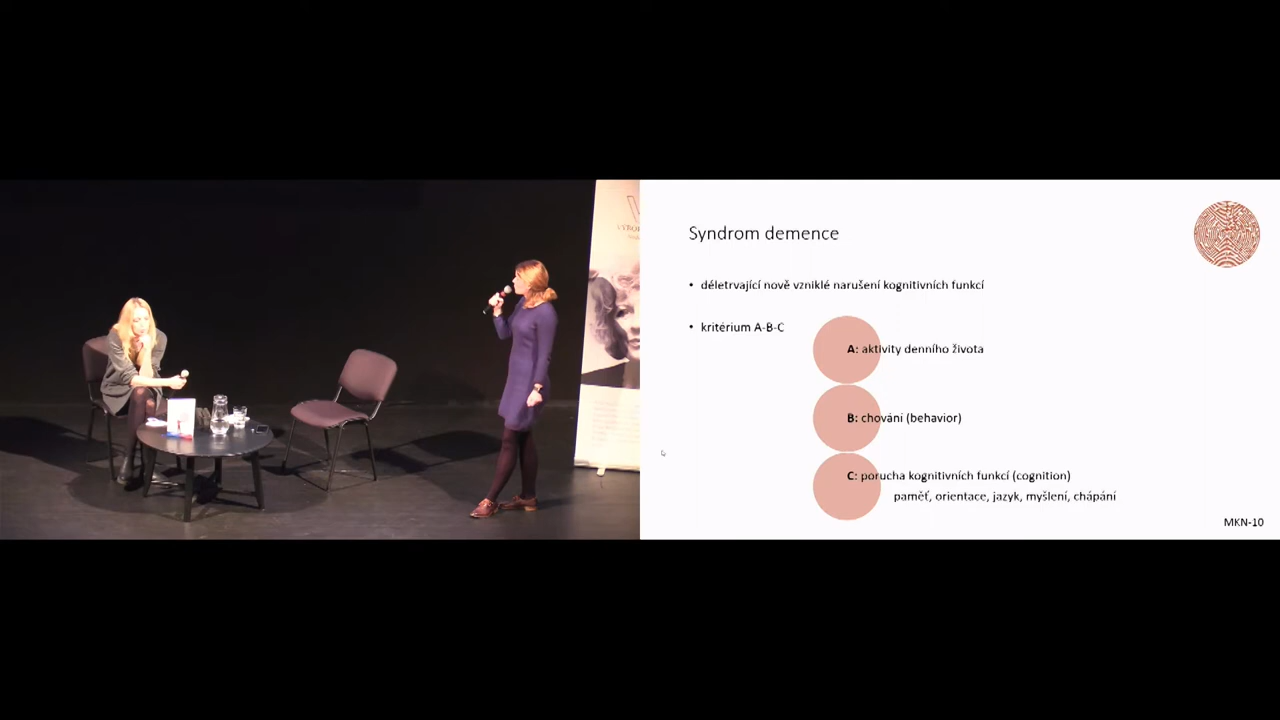 Syndrom demence
• déletrvající nově vzniklé narušení kognitivních funkcí
• kritérium A-B-C
A: aktivity denního života
B: chování (behavior)
C: porucha kognitivních funkcí (cognition)
paměť, orientace, jazyk, myšlení, chápání
MKN-10